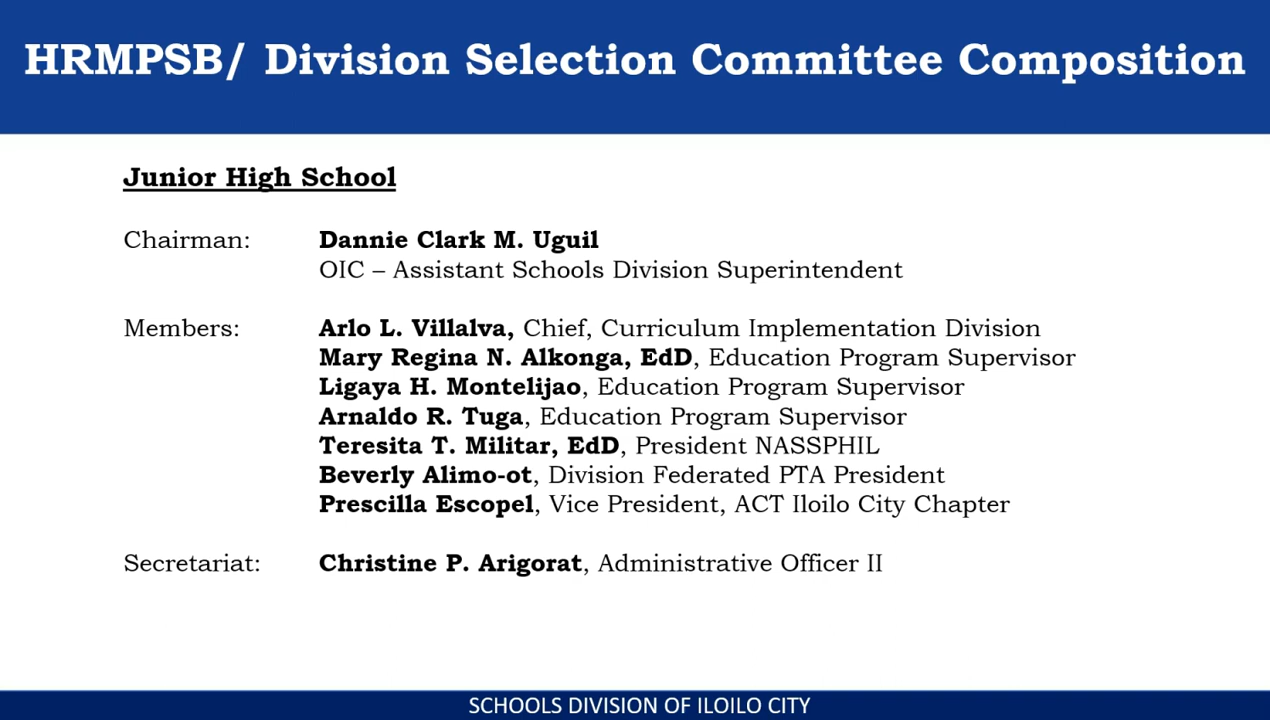 HRMPSB/ Division Selection Committee Composition
Junior High School
Chairman: Dannie Clark M. Uguil
OIC – Assistant Schools Division Superintendent
Members: Arlo L. Villalva, Chief, Curriculum Implementation Division
Mary Regina N. Alkonga, EdD, Education Program Supervisor
Ligaya H. Montelijao, Education Program Supervisor
Arnaldo R. Tuga, Education Program Supervisor
Teresita T. Militar, EdD, President NASSPHIL
Beverly Alimo-ot, Division Federated PTA President
Prescilla Escopel, Vice President, ACT Iloilo City Chapter
Secretariat: Christine P. Arigorat, Administrative Officer II
SCHOOLS DIVISION OF ILOILO CITY